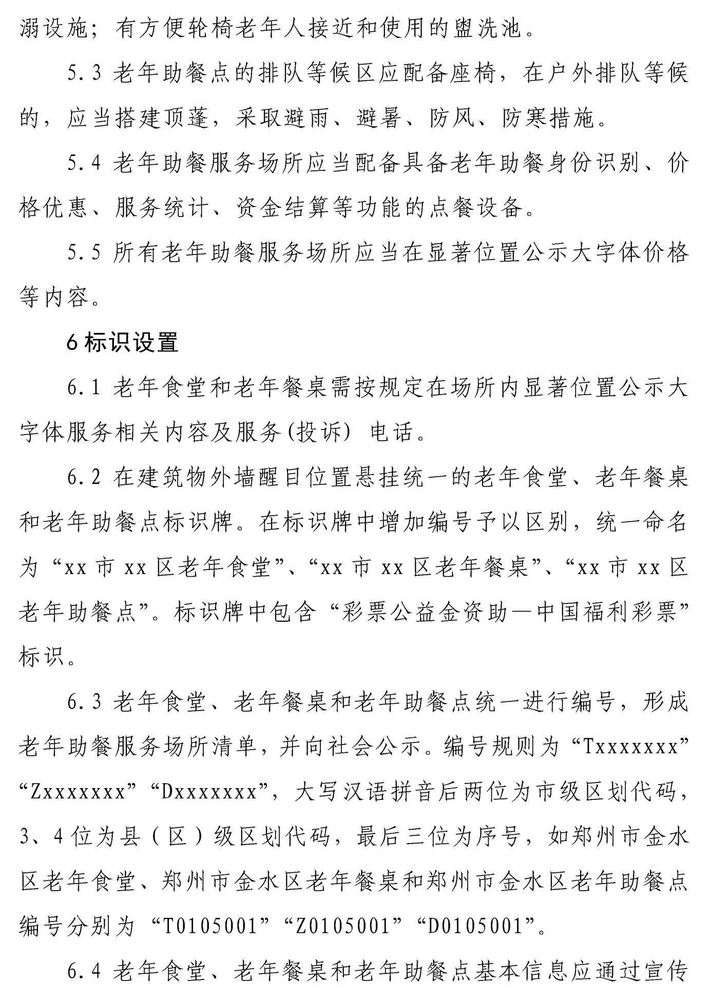 溺设施；有方便轮椅老年人接近和使用的盥洗池。
5.3 老年助餐点的排队等候区应配备座椅，在户外排队等候
的，应当搭建顶蓬，采取避雨、避暑、防风、防寒措施。
5.4 老年助餐服务场所应当配备具备老年助餐身份识别、价
格优惠、服务统计、资金结算等功能的点餐设备。
5.5 所有老年助餐服务场所应当在显著位置公示大字体价格
等内容。
6 标识设置
6.1 老年食堂和老年餐桌需按规定在场所内显著位置公示大
字体服务相关内容及服务(投诉) 电话。
6.2 在建筑物外墙醒目位置悬挂统一的老年食堂、老年餐桌
和老年助餐点标识牌。在标识牌中增加编号予以区别，统一命名
为“xx 市 xx 区老年食堂”、“xx 市 xx 区老年餐桌”、“xx 市 xx 区
老年助餐点”。标识牌中包含“彩票公益金资助—中国福利彩票”
标识。
6.3 老年食堂、老年餐桌和老年助餐点统一进行编号，形成
老年助餐服务场所清单，并向社会公示。编号规则为“Txxxxxxx”
“Zxxxxxxx”“Dxxxxxxx”，大写汉语拼音后两位为市级区划代码，
3、4 位为县（区）级区划代码，最后三位为序号，如郑州市金水
区老年食堂、郑州市金水区老年餐桌和郑州市金水区老年助餐点
编号分别为 “T0105001”“Z0105001”“D0105001”。
6.4 老年食堂、老年餐桌和老年助餐点基本信息应通过宣传